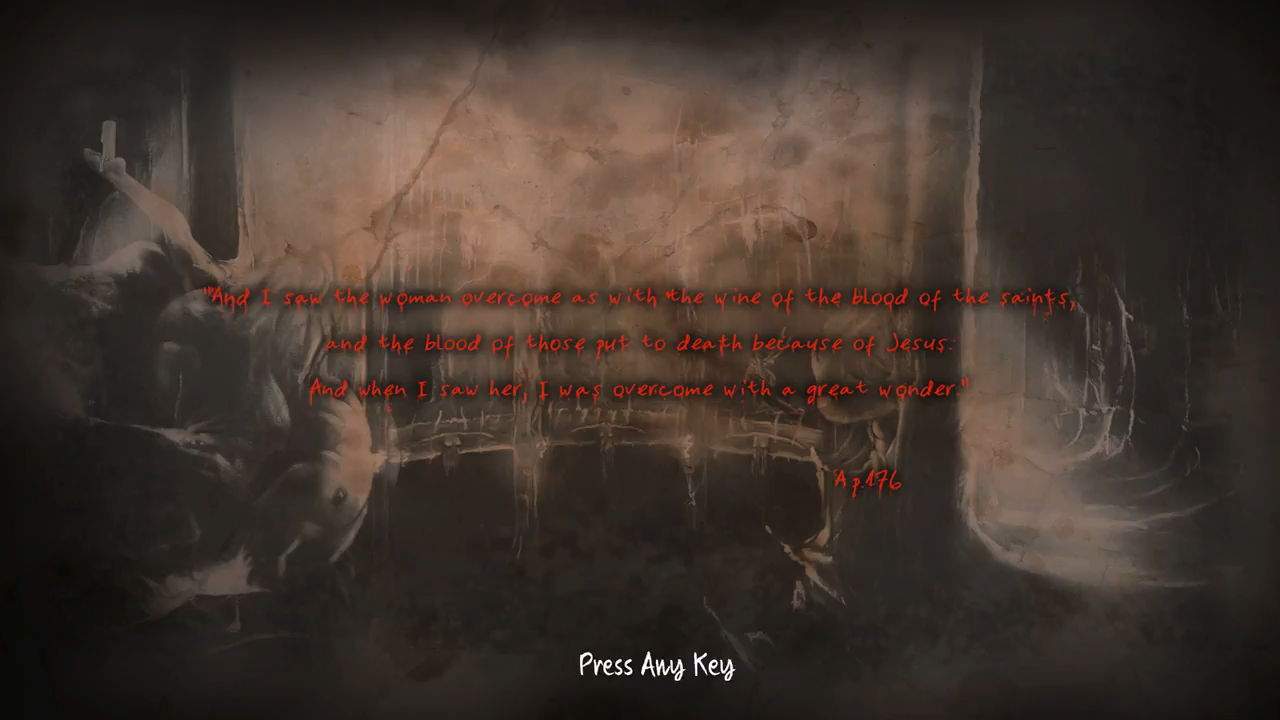 "And I saw the woman overcome as with the wine of the blood of the saints,
and the blood of those put to death because of Jesus:
And when I saw her, I was overcome with a great wonder."
Ap.176
Press Any Key